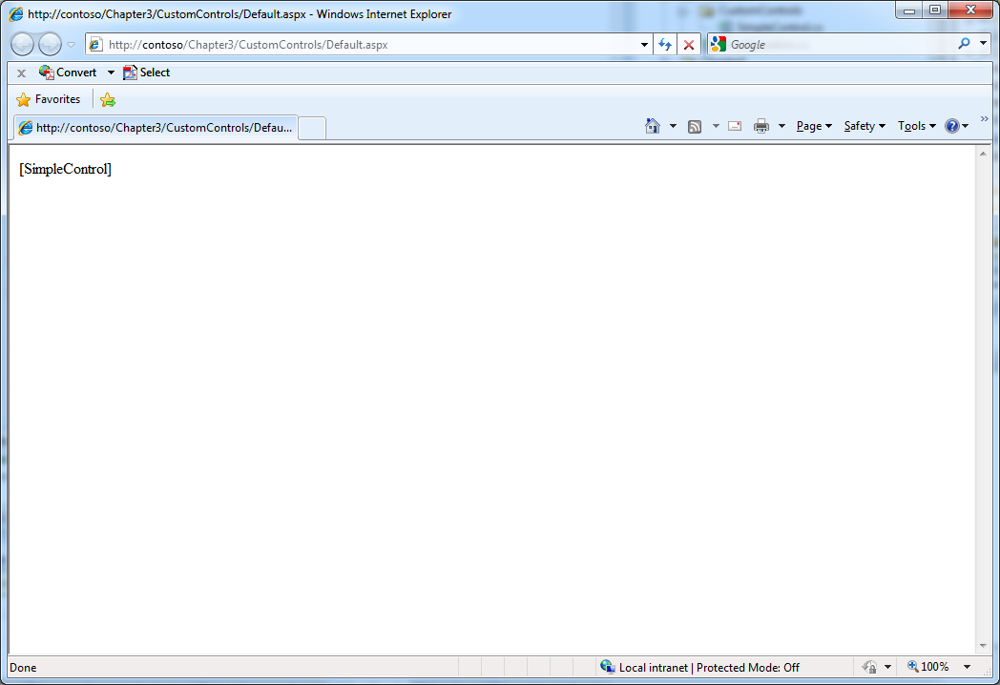 http://contoso/Chapter3/CustomControls/Default.aspx - Windows Internet Explorer
http://contoso/Chapter3/CustomControls/Default.aspx
Google
x Convert Select
Favorites
http://contoso/Chapter3/CustomControls/Defau...
Page Safety Tools
[SimpleControl]
Done
Local intranet | Protected Mode: Off
100%